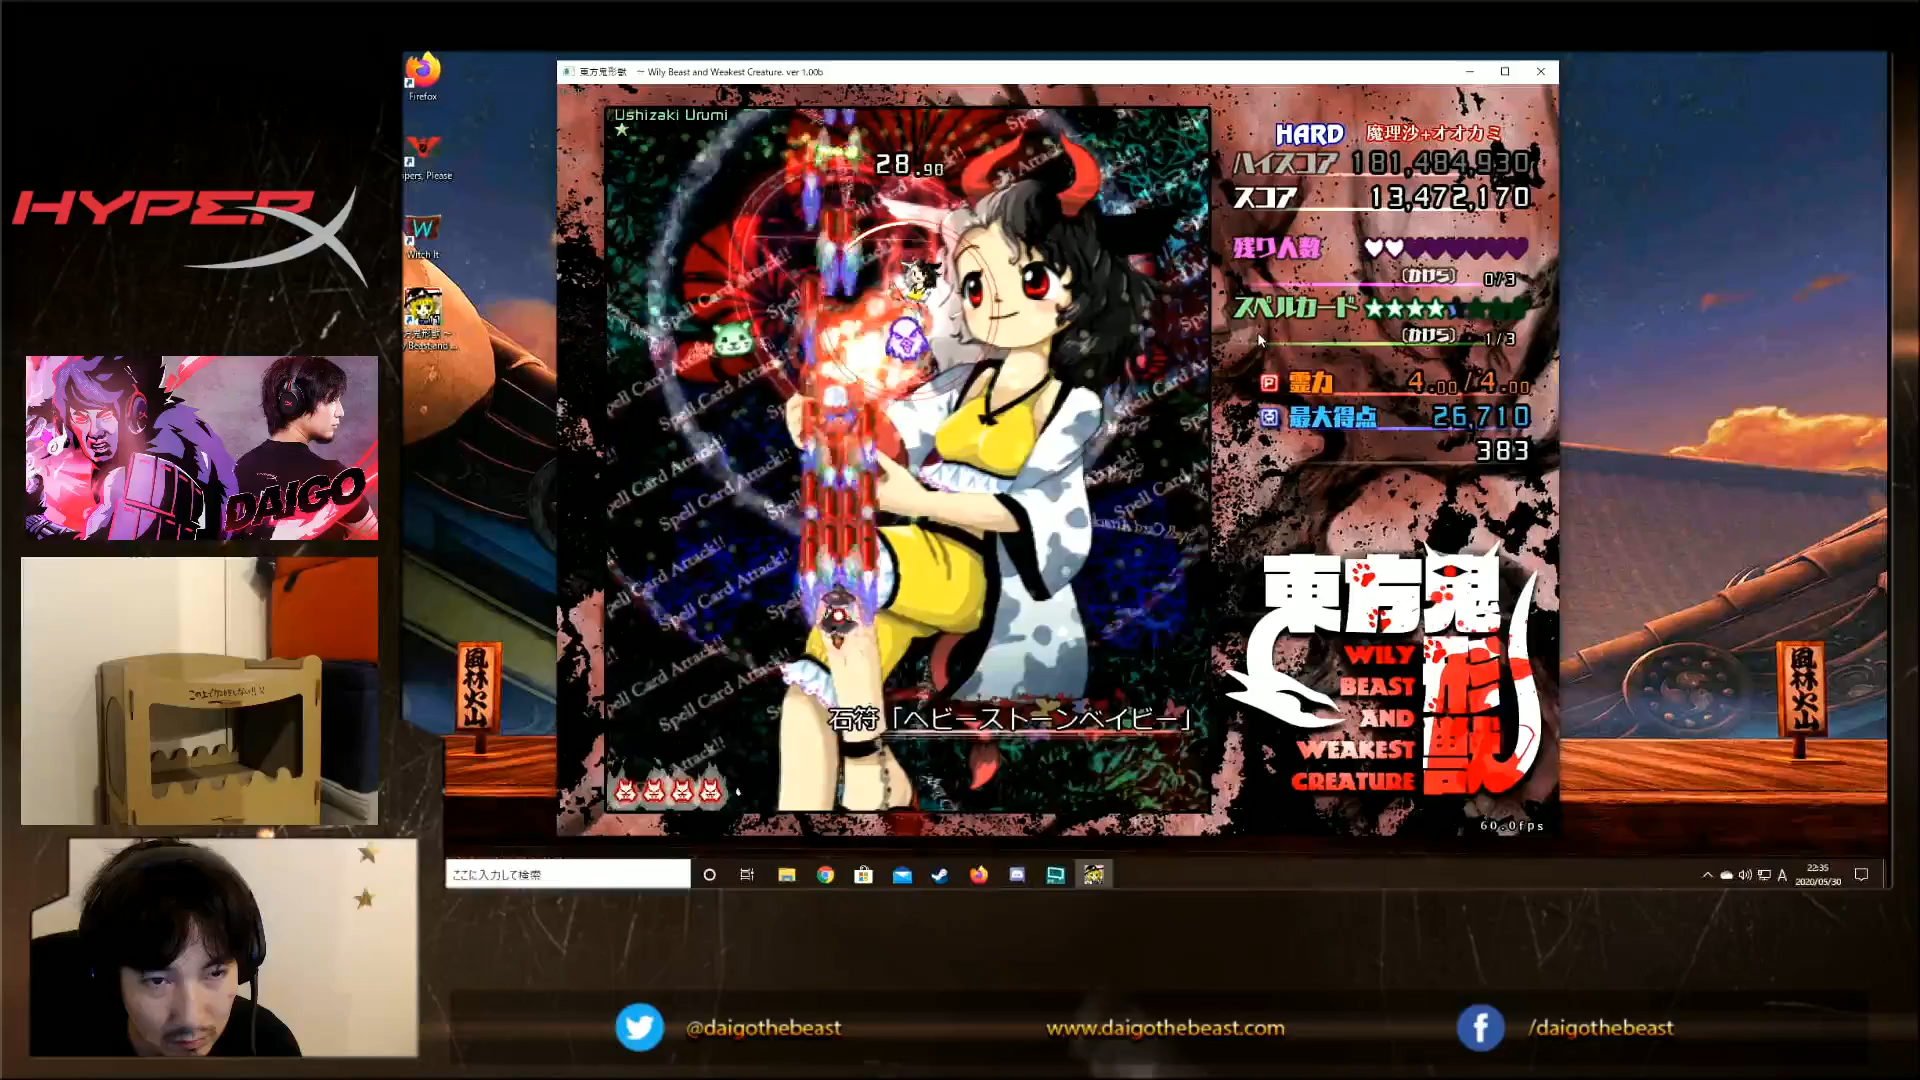 HYPERX
DAIGO
Firefox
pers, Please
Witch It
東方鬼形獣 ～ Wily Beast and Weakest Creature. ver 1.00b
Ushizaki Urumi
28.90
Spell Card Attack!!
石符「ヘビーストーンベイビー」
HARD 魔理沙+オオカミ
ハイスコア 181,484,930
スコア 13,472,170
残り人数
(かけら) 0/3
スペルカード
(かけら) 1/3
霊力 4.00/4.00
最大得点 26,710
383
東方鬼形獣
WILY
BEAST
AND
WEAKEST
CREATURE
60.0fps
風林火山
風林火山
ここに入力して検索
A
22:35
2020/05/30
@daigothebeast
www.daigothebeast.com
/daigothebeast